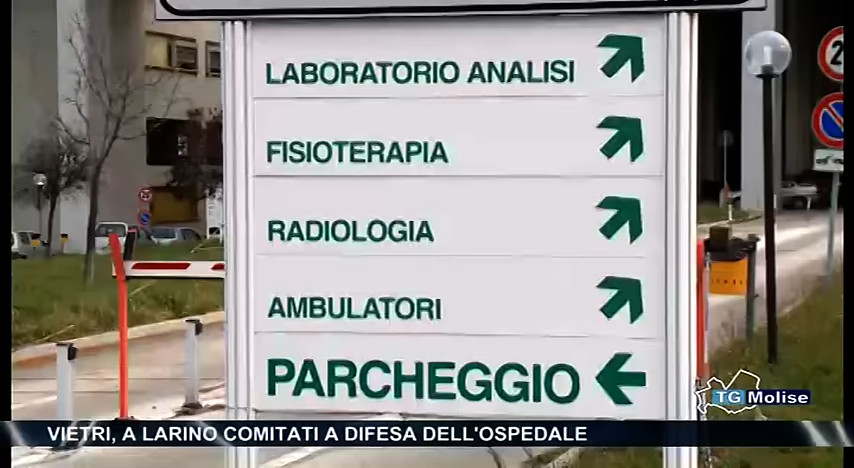 LABORATORIO ANALISI
FISIOTERAPIA
RADIOLOGIA
AMBULATORI
PARCHEGGIO
TG Molise
VIETRI, A LARINO COMITATI A DIFESA DELL'OSPEDALE